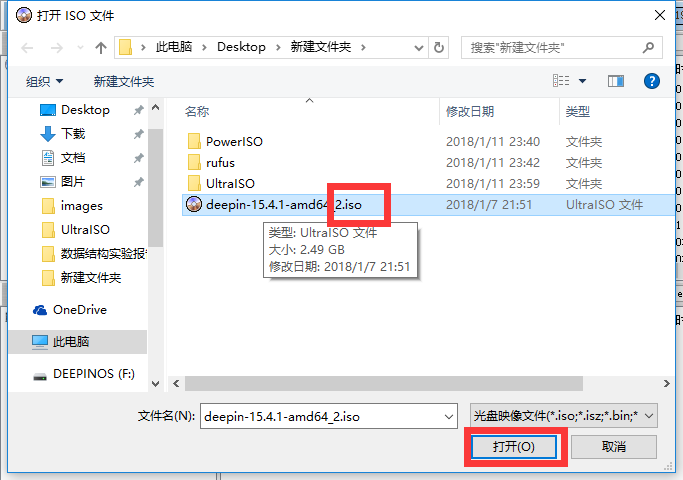 打开 ISO 文件
此电脑 Desktop 新建文件夹
搜索"新建文件夹"
组织 新建文件夹
名称 修改日期 类型
Desktop
下载
文档
图片
images
UltraISO
数据结构实验报
新建文件夹
OneDrive
此电脑
DEEPINOS (F:)
PowerISO 2018/1/11 23:40 文件夹
rufus 2018/1/11 23:42 文件夹
UltraISO 2018/1/11 23:59 文件夹
deepin-15.4.1-amd64_2.iso 2018/1/7 21:51 UltraISO 文件
类型: UltraISO 文件
大小: 2.49 GB
修改日期: 2018/1/7 21:51
文件名(N): deepin-15.4.1-amd64_2.iso 光盘映像文件(*.iso;*.isz;*.bin;*
打开(O) 取消